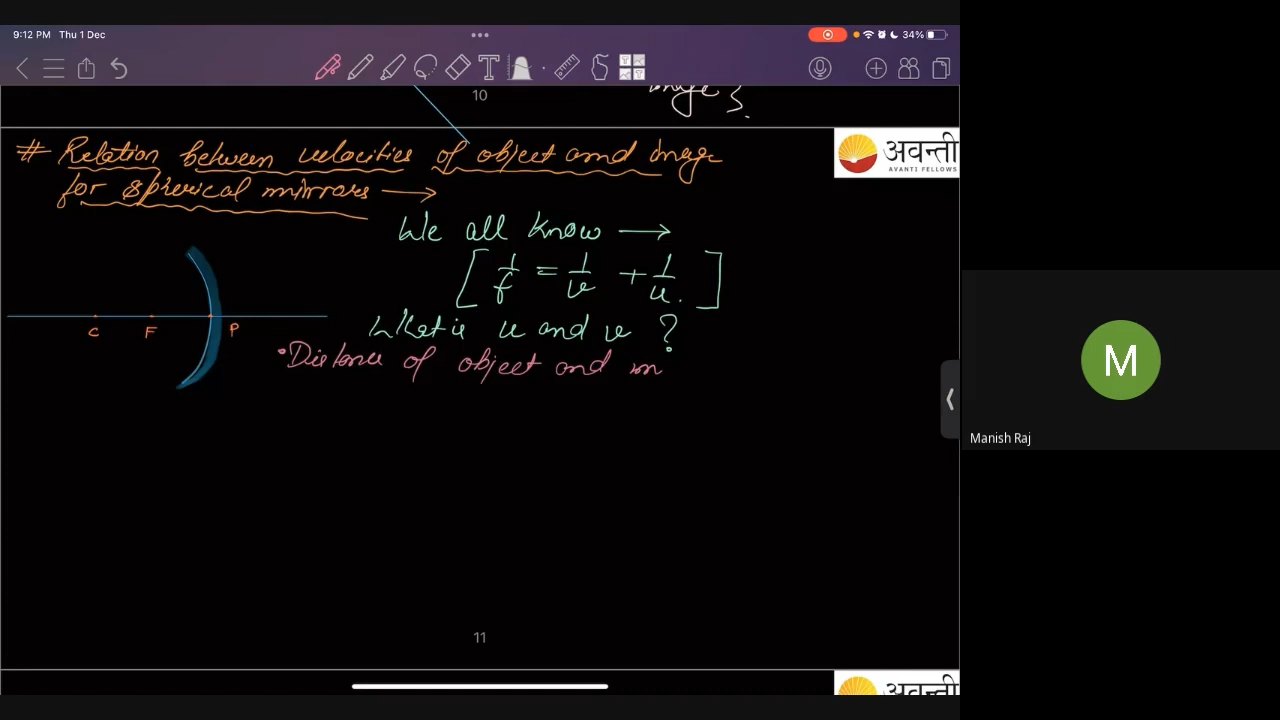 9:12 PM Thu 1 Dec
34%
10
image }.
# Relation between velocities of object and image
for spherical mirrors →
अवन्ती
AVANTI FELLOWS
We all know →
[ 1/f = 1/v + 1/u. ]
C F P
What is u and v ?
• Distance of object and im
M
Manish Raj
11